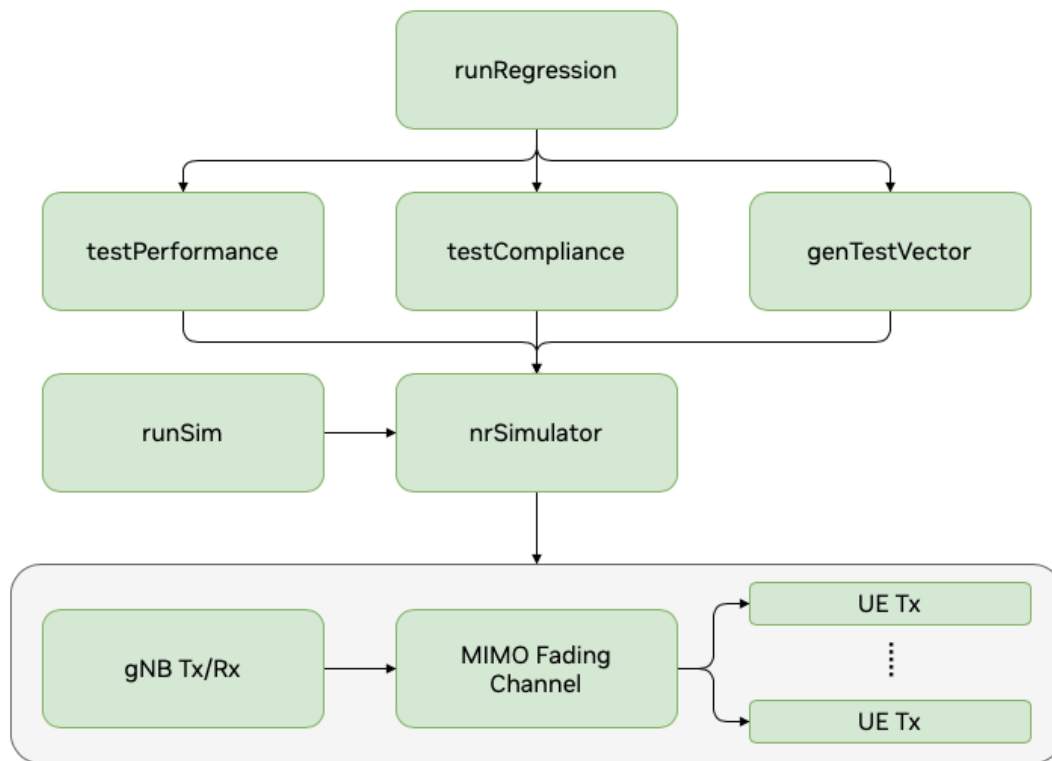 runRegression
testPerformance
testCompliance
genTestVector
runSim
nrSimulator
gNB Tx/Rx
MIMO Fading
Channel
UE Tx
UE Tx